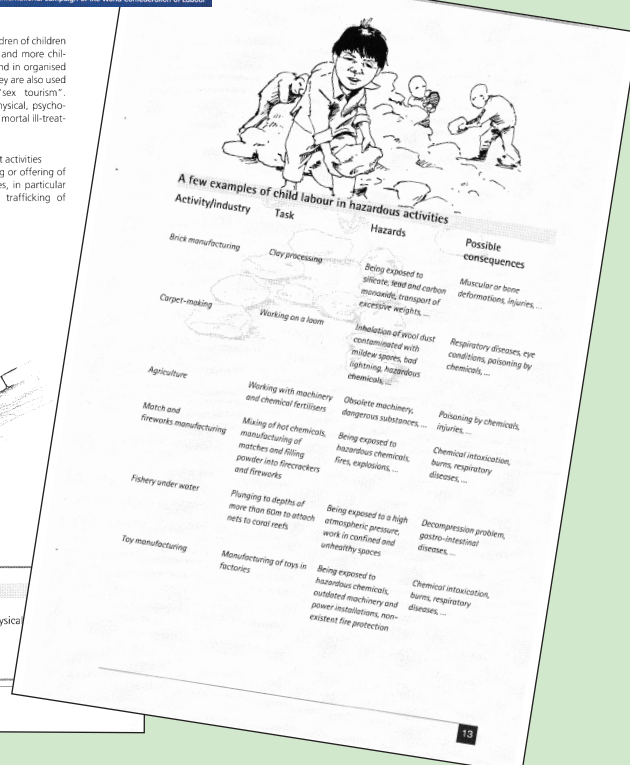 International Campaign of the World Confederation of Labour
dren of children
and more chil-
nd in organised
ey are also used
"sex tourism".
hysical, psycho-
mortal ill-treat-
t activities
g or offering of
es, in particular
trafficking of
ysical
A few examples of child labour in hazardous activities
Activity/industry
Task
Hazards
Possible
consequences
Brick manufacturing
Clay processing
Being exposed to
silicate, lead and carbon
monoxide, transport of
excessive weights, ...
Muscular or bone
deformations, injuries, ...
Carpet-making
Working on a loom
Inhalation of wool dust
contaminated with
mildew spores, bad
lightning, hazardous
chemicals, ...
Respiratory diseases, eye
conditions, poisoning by
chemicals, ...
Agriculture
Working with machinery
and chemical fertilisers
Obsolete machinery,
dangerous substances, ...
Poisoning by chemicals,
injuries, ...
Match and
fireworks manufacturing
Mixing of hot chemicals,
manufacturing of
matches and filling
powder into firecrackers
and fireworks
Being exposed to
hazardous chemicals,
fires, explosions, ...
Chemical intoxication,
burns, respiratory
diseases, ...
Fishery under water
Plunging to depths of
more than 60m to attach
nets to coral reefs
Being exposed to a high
atmospheric pressure,
work in confined and
unhealthy spaces
Decompression problem,
gastro-intestinal
diseases, ...
Toy manufacturing
Manufacturing of toys in
factories
Being exposed to
hazardous chemicals,
outdated machinery and
power installations, non-
existent fire protection
Chemical intoxication,
burns, respiratory
diseases, ...
13